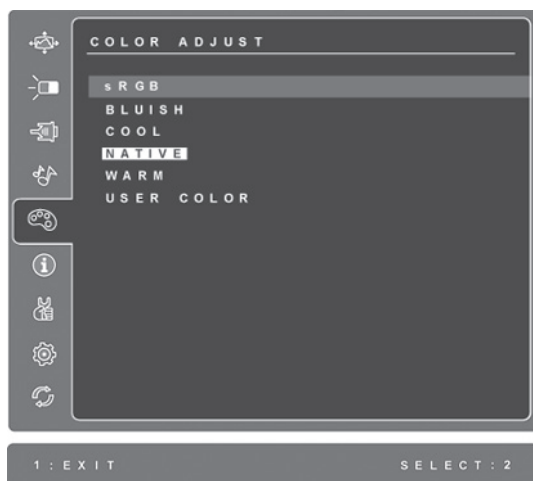 COLOR ADJUST
sRGB
BLUISH
COOL
NATIVE
WARM
USER COLOR
1:EXIT SELECT:2